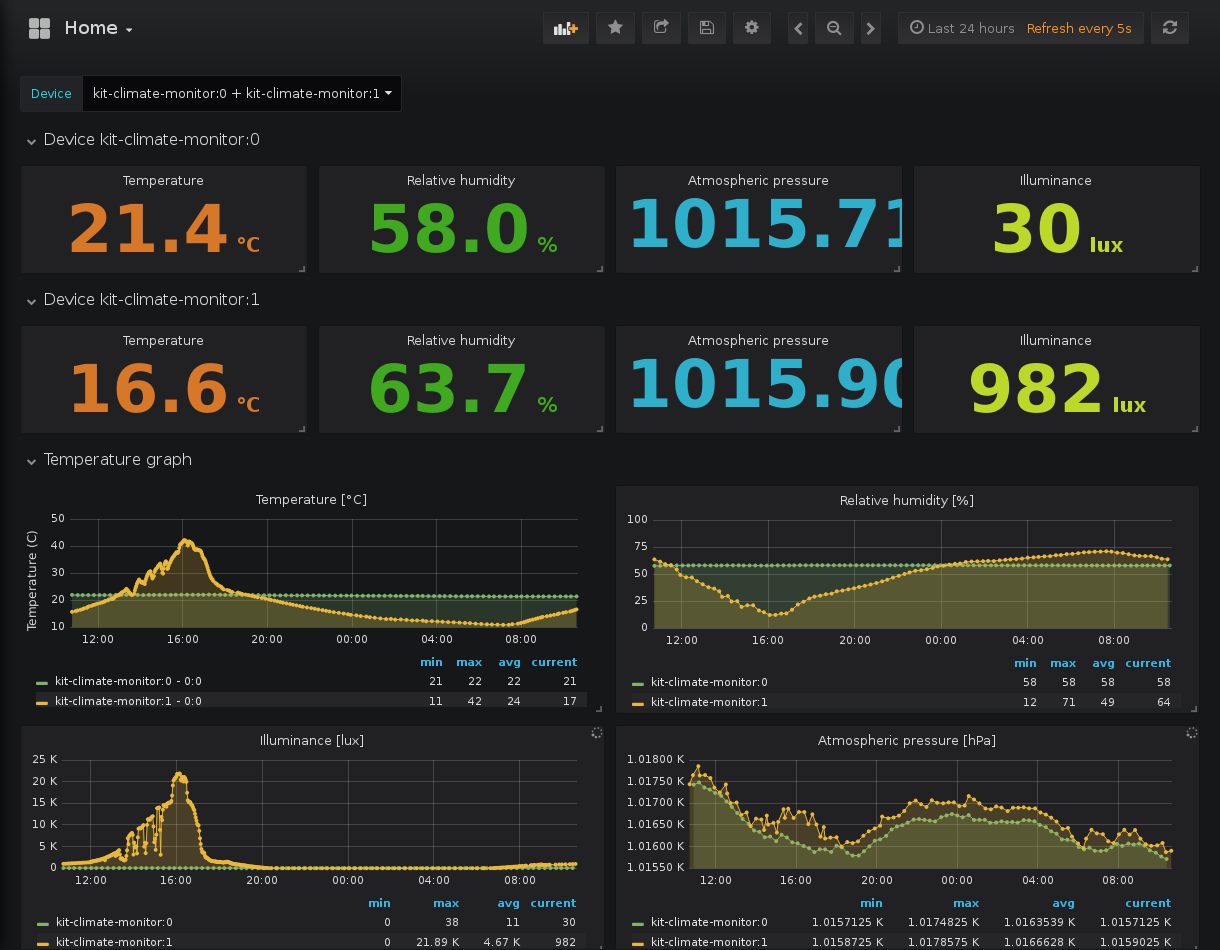 Home
Last 24 hours Refresh every 5s
Device kit-climate-monitor:0 + kit-climate-monitor:1
Device kit-climate-monitor:0
Temperature Relative humidity Atmospheric pressure Illuminance
21.4 °C 58.0 % 1015.71 30 lux
Device kit-climate-monitor:1
Temperature Relative humidity Atmospheric pressure Illuminance
16.6 °C 63.7 % 1015.90 982 lux
Temperature graph
Temperature [°C]
Temperature (C)
50
40
30
20
10
12:00 16:00 20:00 00:00 04:00 08:00
min max avg current
kit-climate-monitor:0 - 0:0 21 22 22 21
kit-climate-monitor:1 - 0:0 11 42 24 17
Relative humidity [%]
100
75
50
25
0
12:00 16:00 20:00 00:00 04:00 08:00
min max avg current
kit-climate-monitor:0 58 58 58 58
kit-climate-monitor:1 12 71 49 64
Illuminance [lux]
25 K
20 K
15 K
10 K
5 K
0
12:00 16:00 20:00 00:00 04:00 08:00
min max avg current
kit-climate-monitor:0 0 38 11 30
kit-climate-monitor:1 0 21.89 K 4.67 K 982
Atmospheric pressure [hPa]
1.01800 K
1.01750 K
1.01700 K
1.01650 K
1.01600 K
1.01550 K
12:00 16:00 20:00 00:00 04:00 08:00
min max avg current
kit-climate-monitor:0 1.0157125 K 1.0174825 K 1.0163539 K 1.0157125 K
kit-climate-monitor:1 1.0158725 K 1.0178575 K 1.0166628 K 1.0159025 K